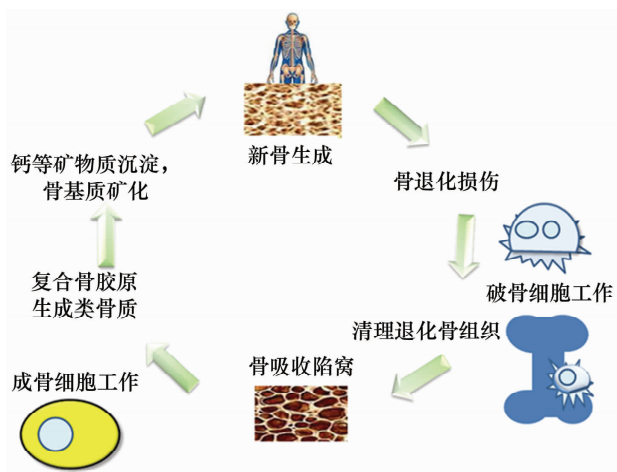 新骨生成
骨退化损伤
破骨细胞工作
清理退化骨组织
骨吸收陷窝
成骨细胞工作
复合骨胶原
生成类骨质
钙等矿物质沉淀，
骨基质矿化